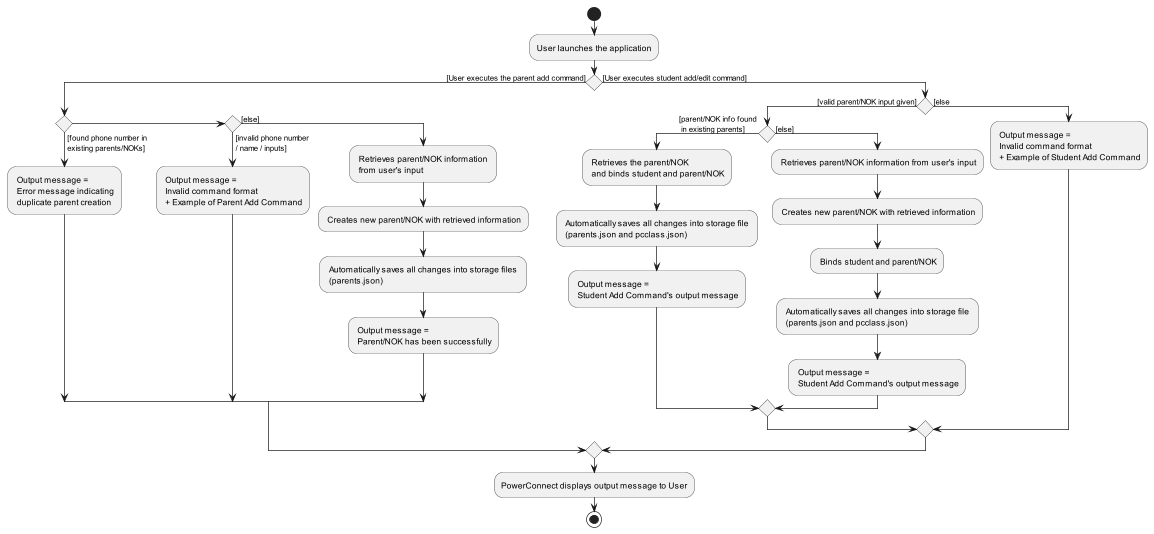 User launches the application
[User executes the parent add command]
[User executes student add/edit command]
[found phone number in
existing parents/NOKs]
Output message =
Error message indicating
duplicate parent creation
[else]
[invalid phone number
/ name / inputs]
Output message =
Invalid command format
+ Example of Parent Add Command
Retrieves parent/NOK information
from user's input
Creates new parent/NOK with retrieved information
Automatically saves all changes into storage files
(parents.json)
Output message =
Parent/NOK has been successfully
[valid parent/NOK input given]
[else
[parent/NOK info found
in existing parents]
[else]
Retrieves the parent/NOK
and binds student and parent/NOK
Automatically saves all changes into storage file
(parents.json and pcclass.json)
Output message =
Student Add Command's output message
Retrieves parent/NOK information from user's input
Creates new parent/NOK with retrieved information
Binds student and parent/NOK
Automatically saves all changes into storage file
(parents.json and pcclass.json)
Output message =
Student Add Command's output message
Output message =
Invalid command format
+ Example of Student Add Command
PowerConnect displays output message to User